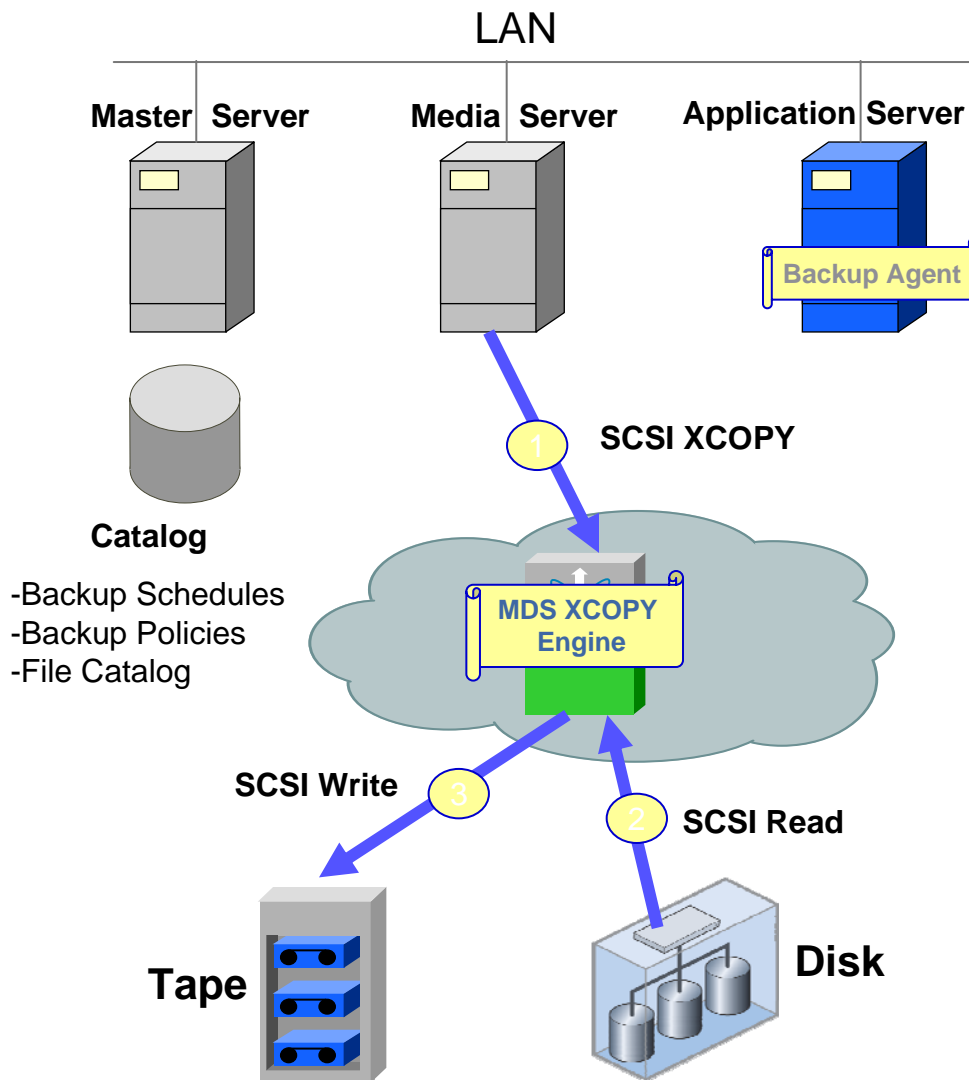 LAN
Master Server
Media Server
Application Server
Backup Agent
1
SCSI XCOPY
Catalog
-Backup Schedules
-Backup Policies
-File Catalog
MDS XCOPY
Engine
SCSI Write
3
2
SCSI Read
Tape
Disk